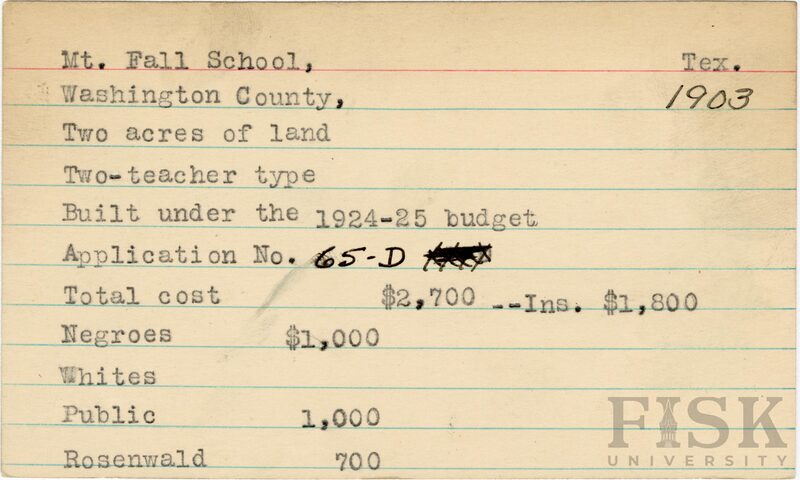 Mt. Fall School, Tex.
Washington County, 1903
Two acres of land
Two-teacher type
Built under the 1924-25 budget
Application No. 65-D
Total cost $2,700 --Ins. $1,800
Negroes $1,000
Whites
Public 1,000
Rosenwald 700
FISK
UNIVERSITY